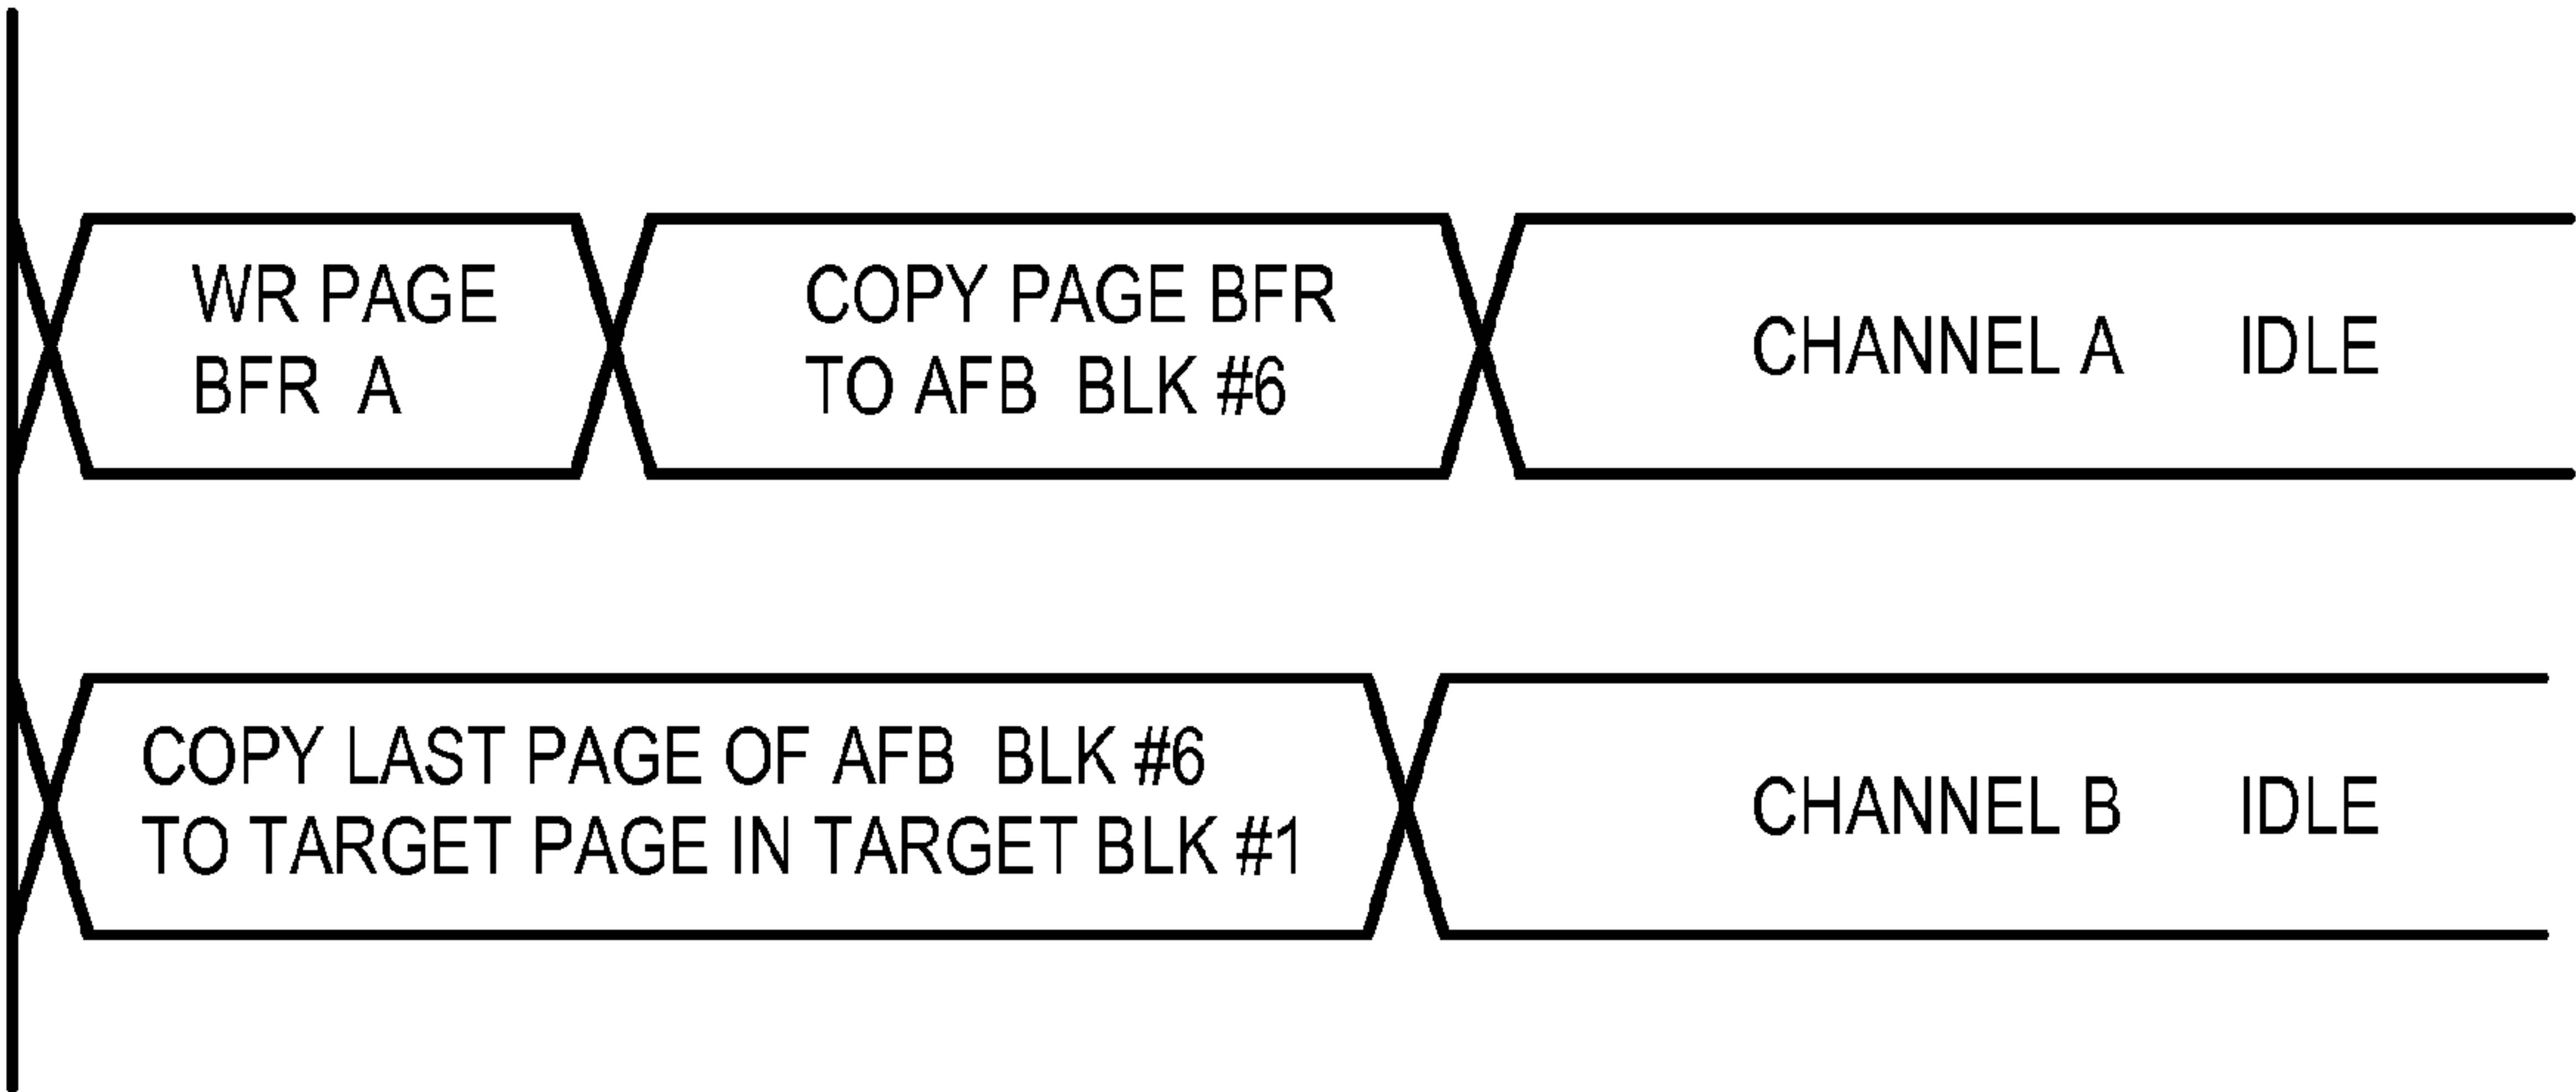 WR PAGE
BFR A
COPY PAGE BFR
TO AFB BLK #6
CHANNEL A IDLE
COPY LAST PAGE OF AFB BLK #6
TO TARGET PAGE IN TARGET BLK #1
CHANNEL B IDLE